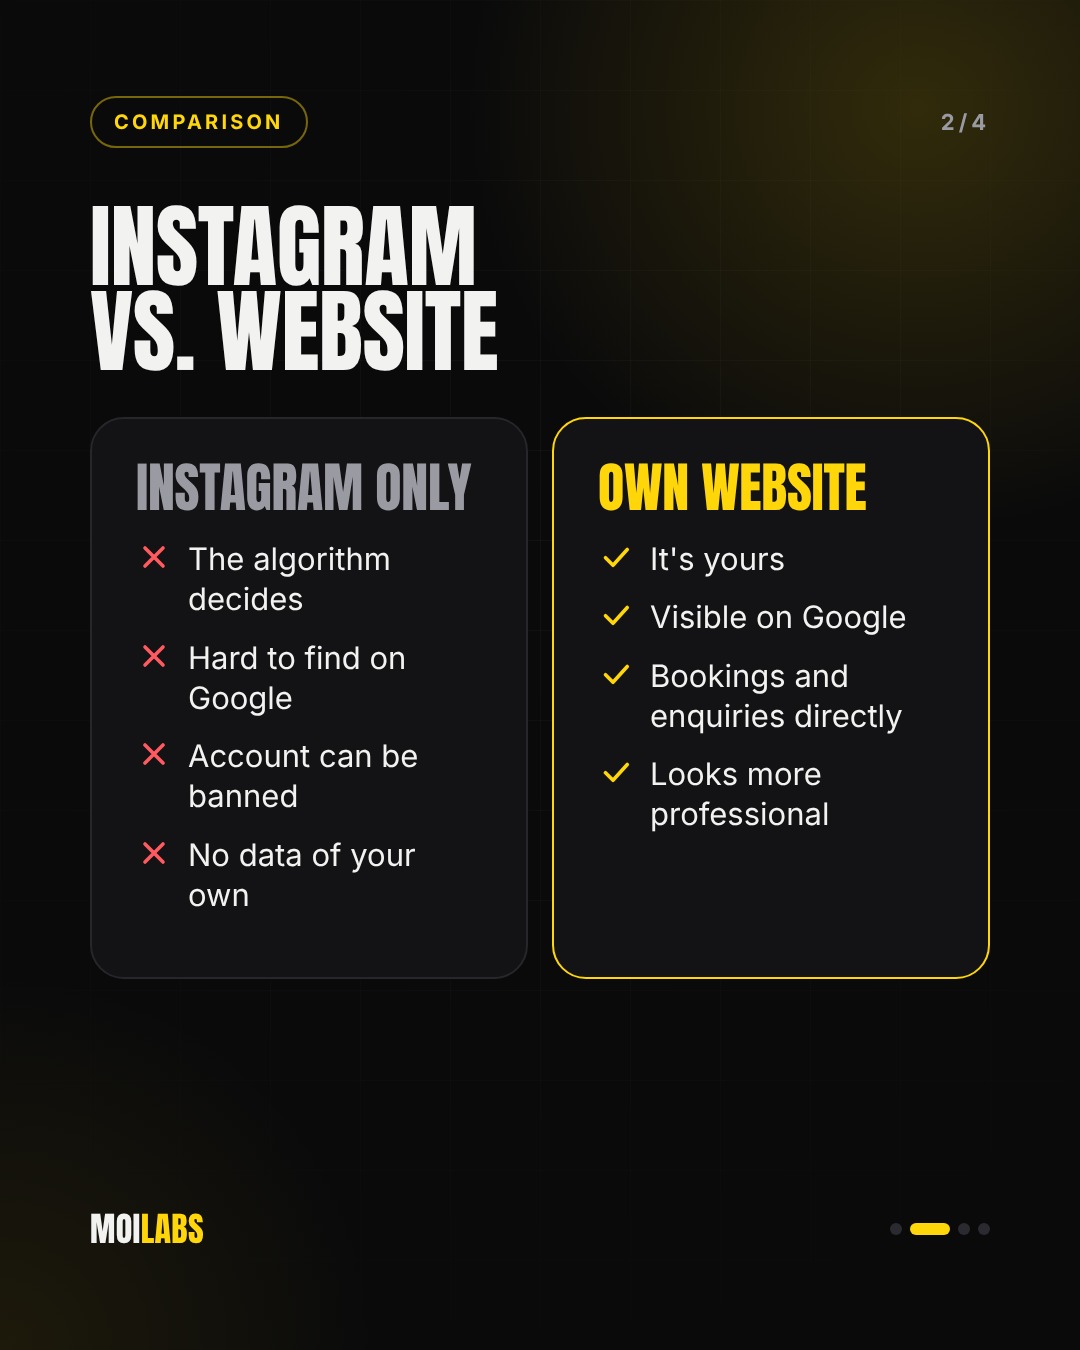 COMPARISON
2/4
INSTAGRAM
VS. WEBSITE
INSTAGRAM ONLY
The algorithm
decides
Hard to find on
Google
Account can be
banned
No data of your
own
OWN WEBSITE
It's yours
Visible on Google
Bookings and
enquiries directly
Looks more
professional
MOILABS